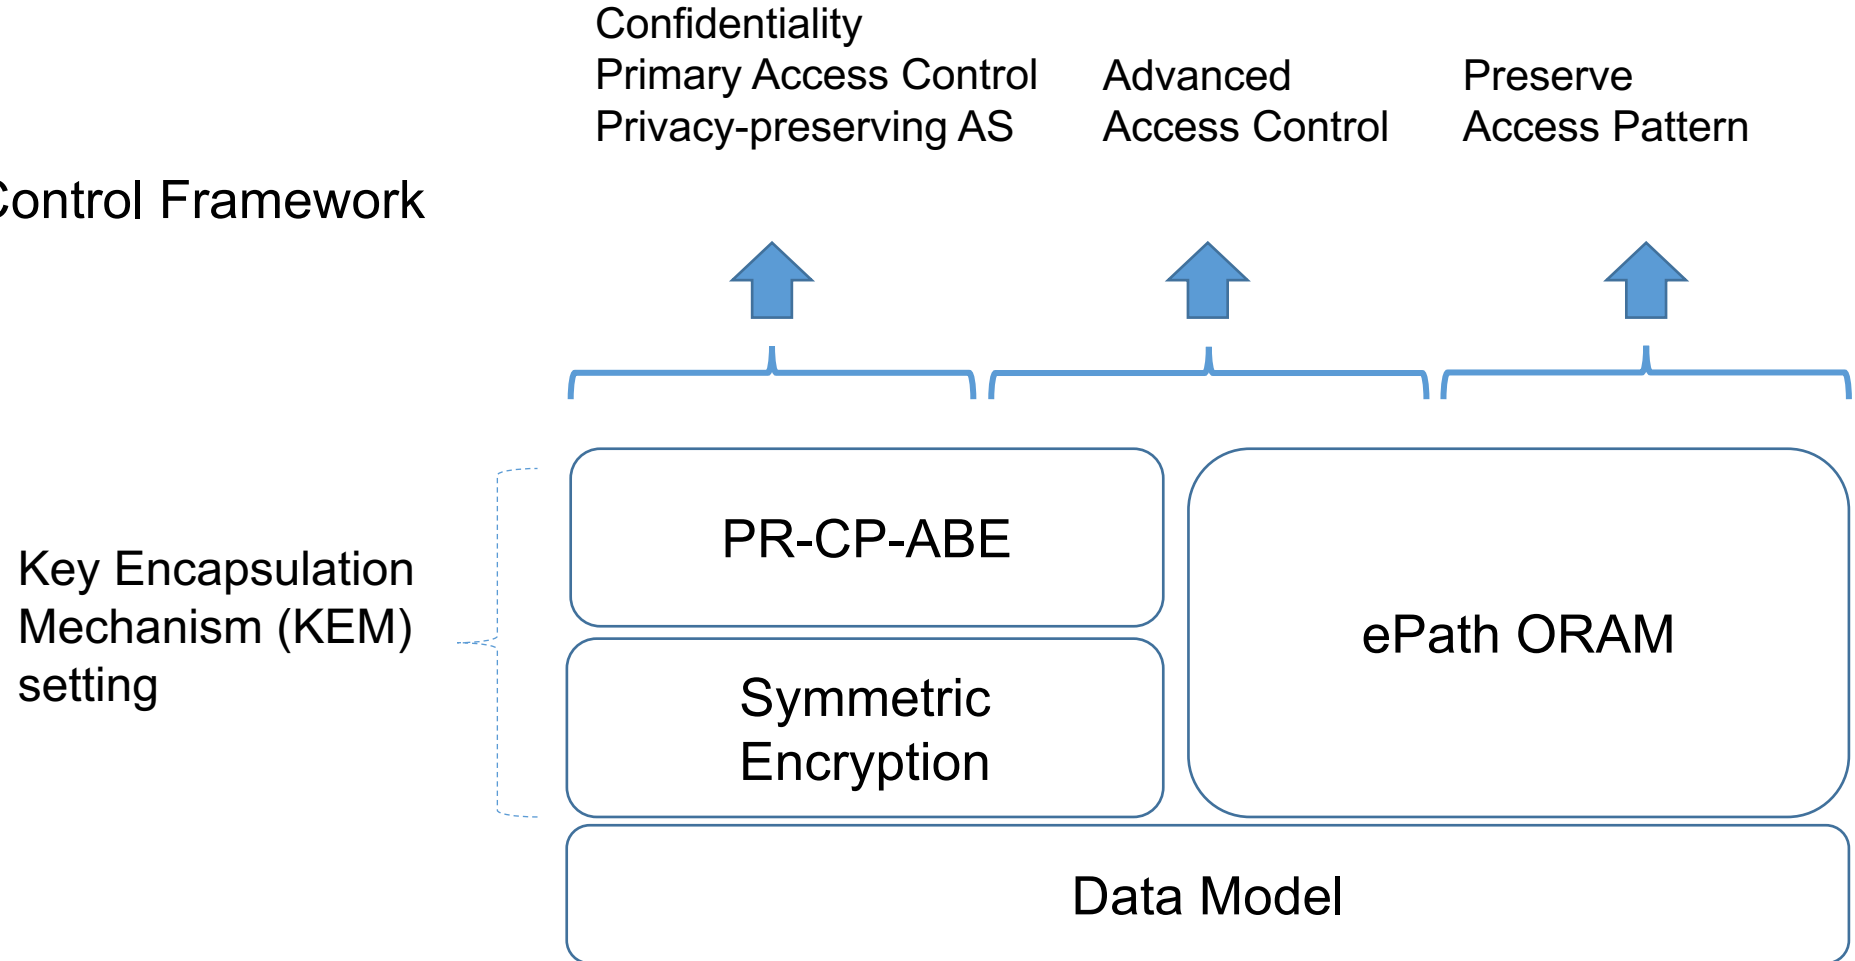 Confidentiality
Primary Access Control
Privacy-preserving AS
Advanced
Access Control
Preserve
Access Pattern
Control Framework
Key Encapsulation
Mechanism (KEM)
setting
PR-CP-ABE
Symmetric
Encryption
ePath ORAM
Data Model